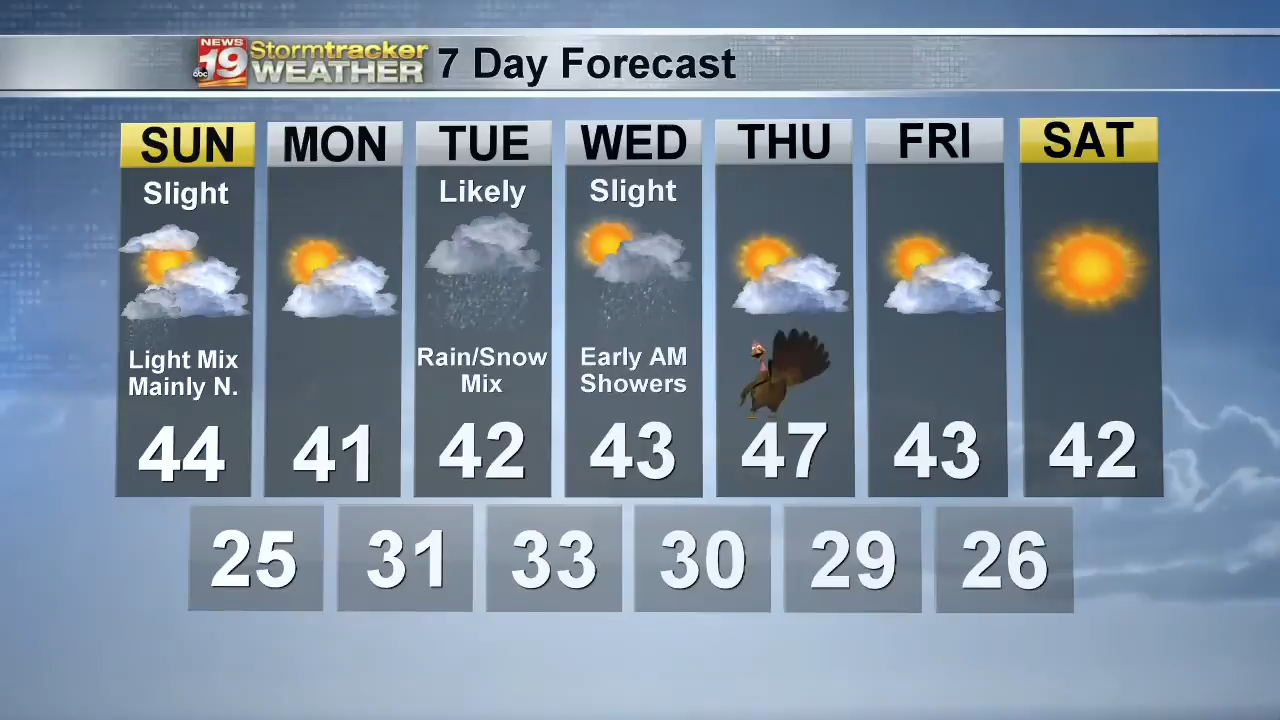 NEWS
abc 19
Stormtracker
WEATHER
7 Day Forecast
SUN MON TUE WED THU FRI SAT
Slight Likely Slight
Light Mix
Mainly N.
Rain/Snow
Mix
Early AM
Showers
44 41 42 43 47 43 42
25 31 33 30 29 26